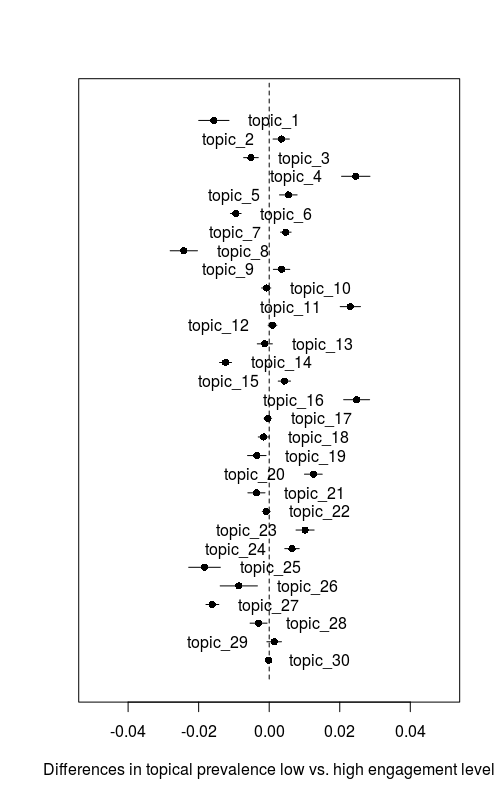 topic_1
topic_2
topic_3
topic_4
topic_5
topic_6
topic_7
topic_8
topic_9
topic_10
topic_11
topic_12
topic_13
topic_14
topic_15
topic_16
topic_17
topic_18
topic_19
topic_20
topic_21
topic_22
topic_23
topic_24
topic_25
topic_26
topic_27
topic_28
topic_29
topic_30
-0.04 -0.02 0.00 0.02 0.04
Differences in topical prevalence low vs. high engagement level